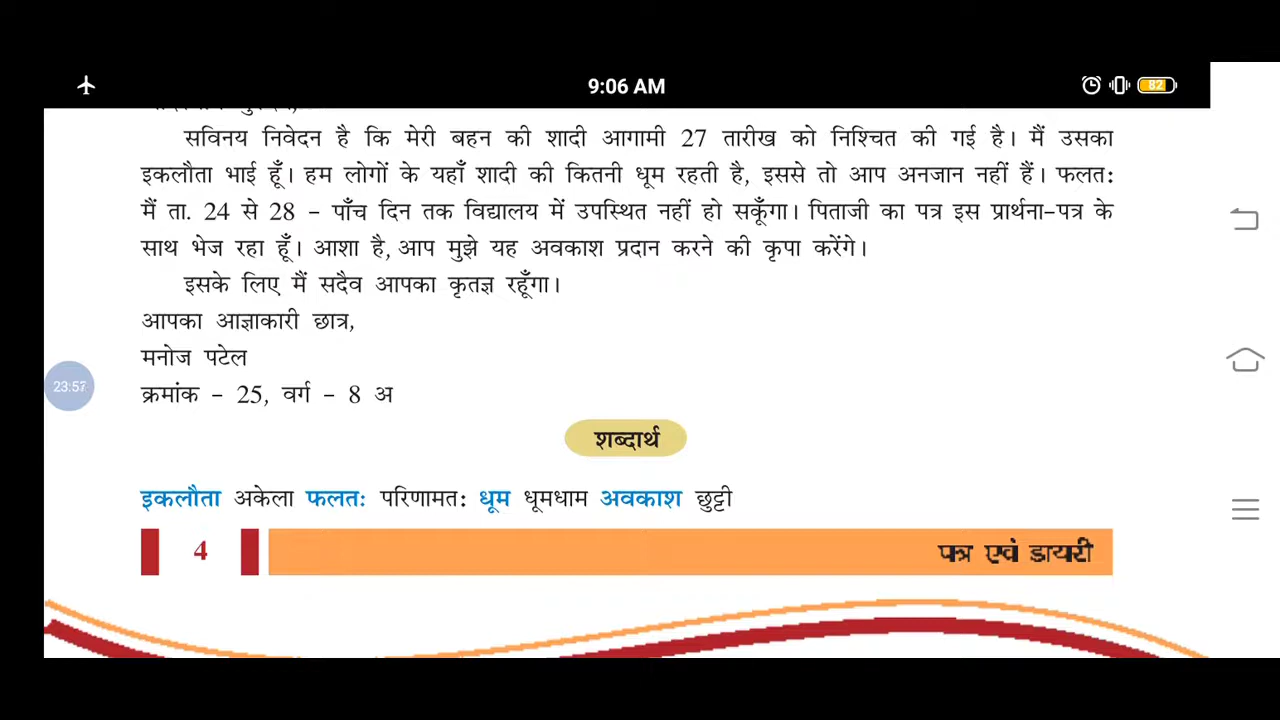 9:06 AM
82
सविनय निवेदन है कि मेरी बहन की शादी आगामी 27 तारीख को निश्चित की गई है। मैं उसका
इकलौता भाई हूँ। हम लोगों के यहाँ शादी की कितनी धूम रहती है, इससे तो आप अनजान नहीं हैं। फलतः
मैं ता. 24 से 28 – पाँच दिन तक विद्यालय में उपस्थित नहीं हो सकूँगा। पिताजी का पत्र इस प्रार्थना-पत्र के
साथ भेज रहा हूँ। आशा है, आप मुझे यह अवकाश प्रदान करने की कृपा करेंगे।
इसके लिए मैं सदैव आपका कृतज्ञ रहूँगा।
आपका आज्ञाकारी छात्र,
मनोज पटेल
23:57
क्रमांक – 25, वर्ग – 8 अ
शब्दार्थ
इकलौता अकेला फलतः परिणामतः धूम धूमधाम अवकाश छुट्टी
4
पत्र एवं डायरी